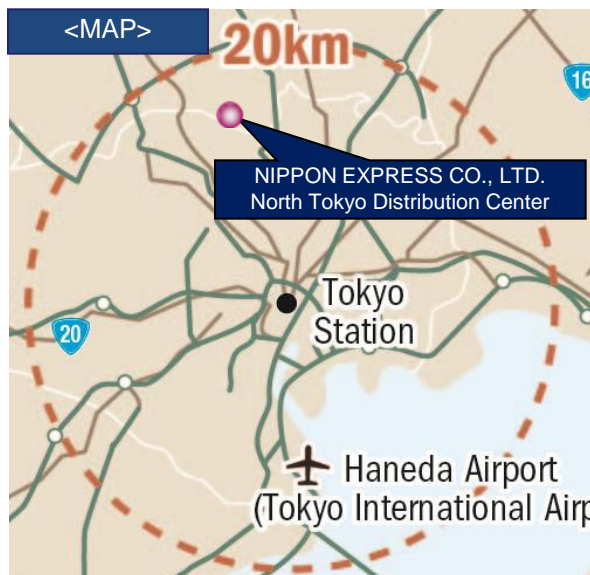 <MAP>
20km
16
NIPPON EXPRESS CO., LTD.
North Tokyo Distribution Center
Tokyo
Station
20
Haneda Airport
(Tokyo International Airp